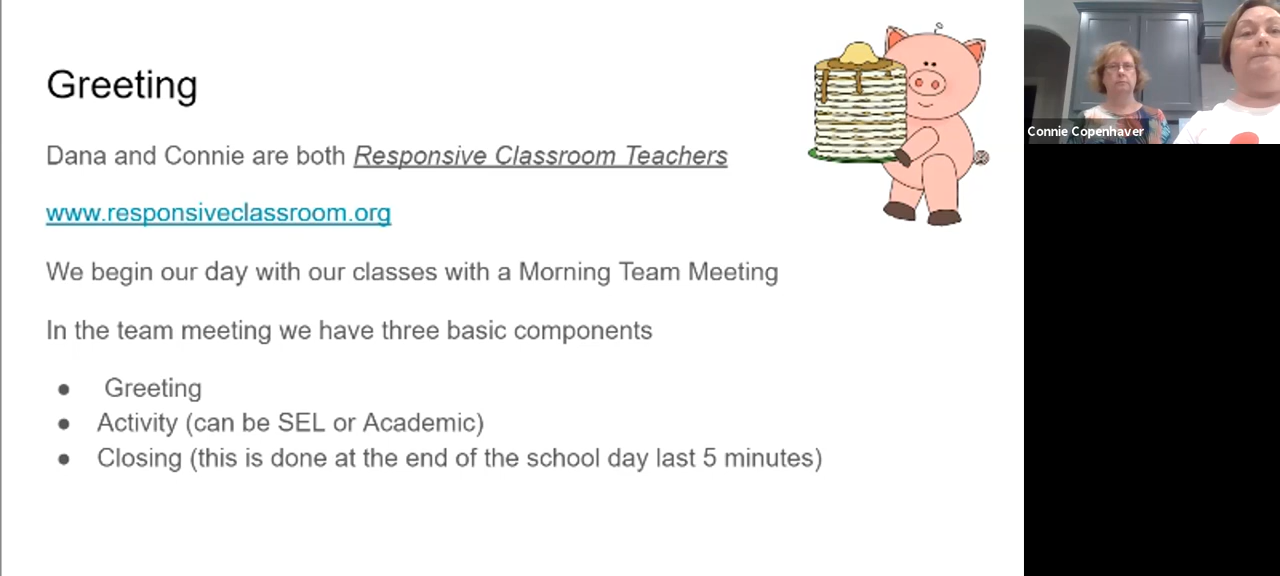 Greeting
Dana and Connie are both Responsive Classroom Teachers
www.responsiveclassroom.org
We begin our day with our classes with a Morning Team Meeting
In the team meeting we have three basic components
● Greeting
● Activity (can be SEL or Academic)
● Closing (this is done at the end of the school day last 5 minutes)
Connie Copenhaver